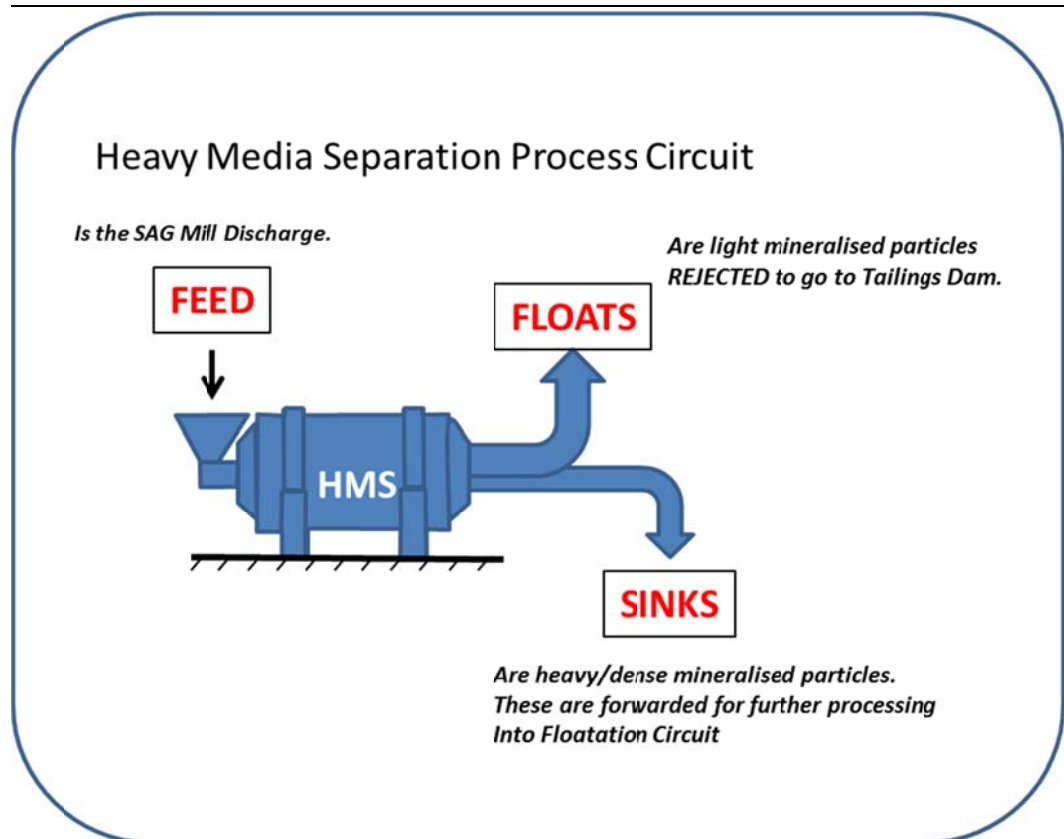 Heavy Media Separation Process Circuit
Is the SAG Mill Discharge.
FEED
Are light mineralised particles
REJECTED to go to Tailings Dam.
FLOATS
HMS
SINKS
Are heavy/dense mineralised particles.
These are forwarded for further processing
Into Floatation Circuit